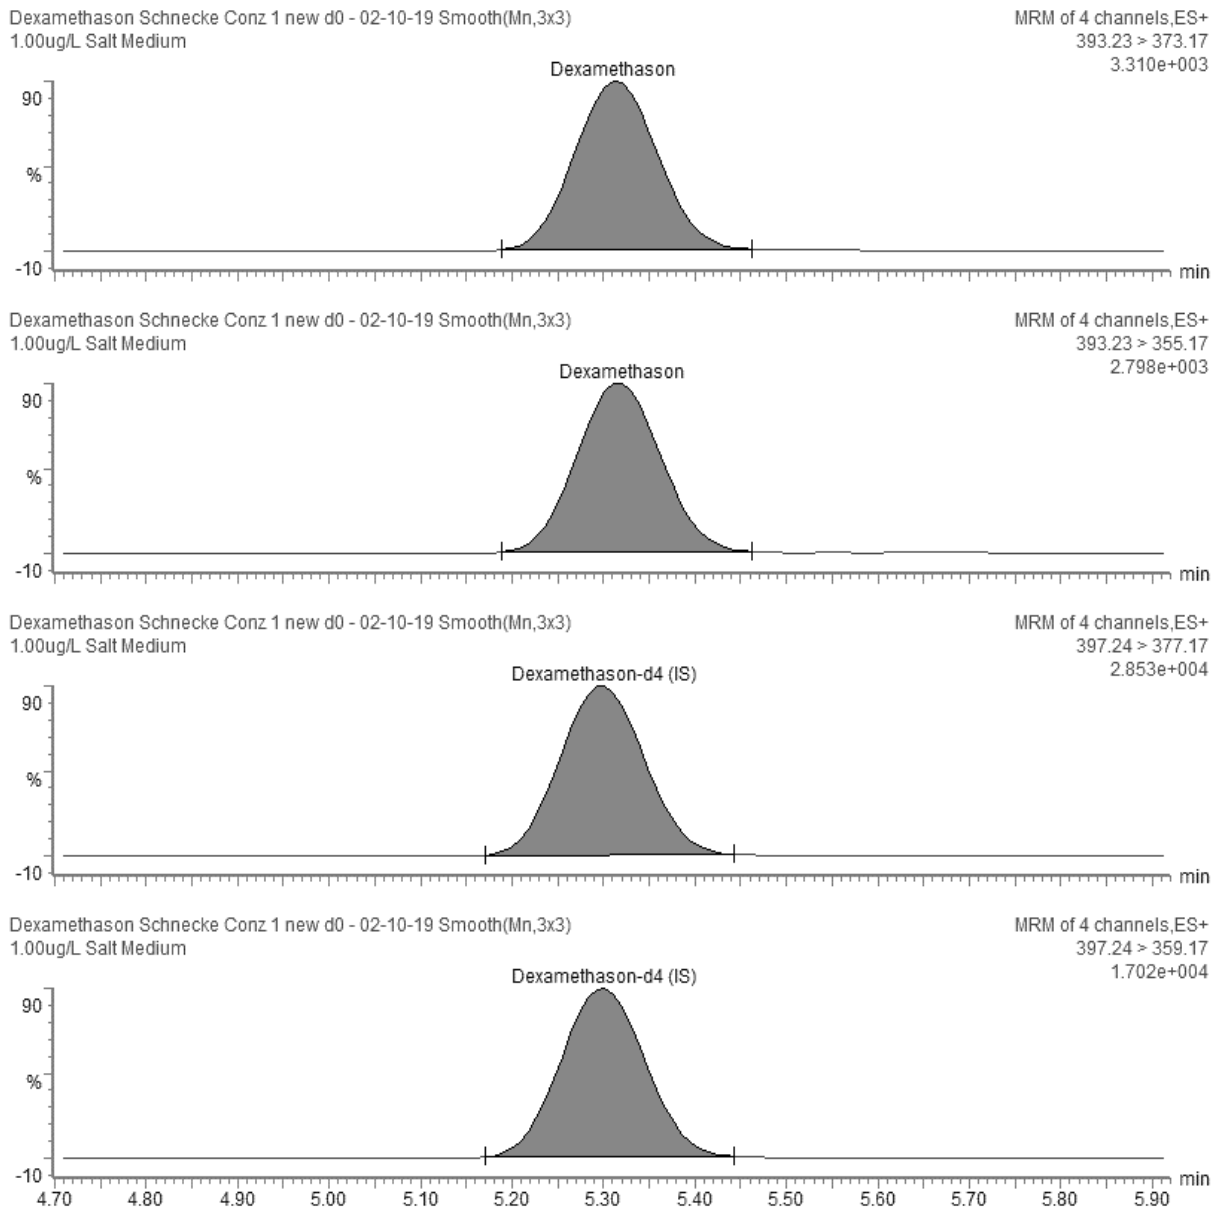 Dexamethason Schnecke Conz 1 new d0 - 02-10-19 Smooth(Mn,3x3) MRM of 4 channels,ES+
1.00ug/L Salt Medium 393.23 > 373.17
3.310e+003
Dexamethason
90
%
-10
min
Dexamethason Schnecke Conz 1 new d0 - 02-10-19 Smooth(Mn,3x3) MRM of 4 channels,ES+
1.00ug/L Salt Medium 393.23 > 355.17
2.798e+003
Dexamethason
90
%
-10
min
Dexamethason Schnecke Conz 1 new d0 - 02-10-19 Smooth(Mn,3x3) MRM of 4 channels,ES+
1.00ug/L Salt Medium 397.24 > 377.17
2.853e+004
Dexamethason-d4 (IS)
90
%
-10
min
Dexamethason Schnecke Conz 1 new d0 - 02-10-19 Smooth(Mn,3x3) MRM of 4 channels,ES+
1.00ug/L Salt Medium 397.24 > 359.17
1.702e+004
Dexamethason-d4 (IS)
90
%
-10
min
4.70 4.80 4.90 5.00 5.10 5.20 5.30 5.40 5.50 5.60 5.70 5.80 5.90